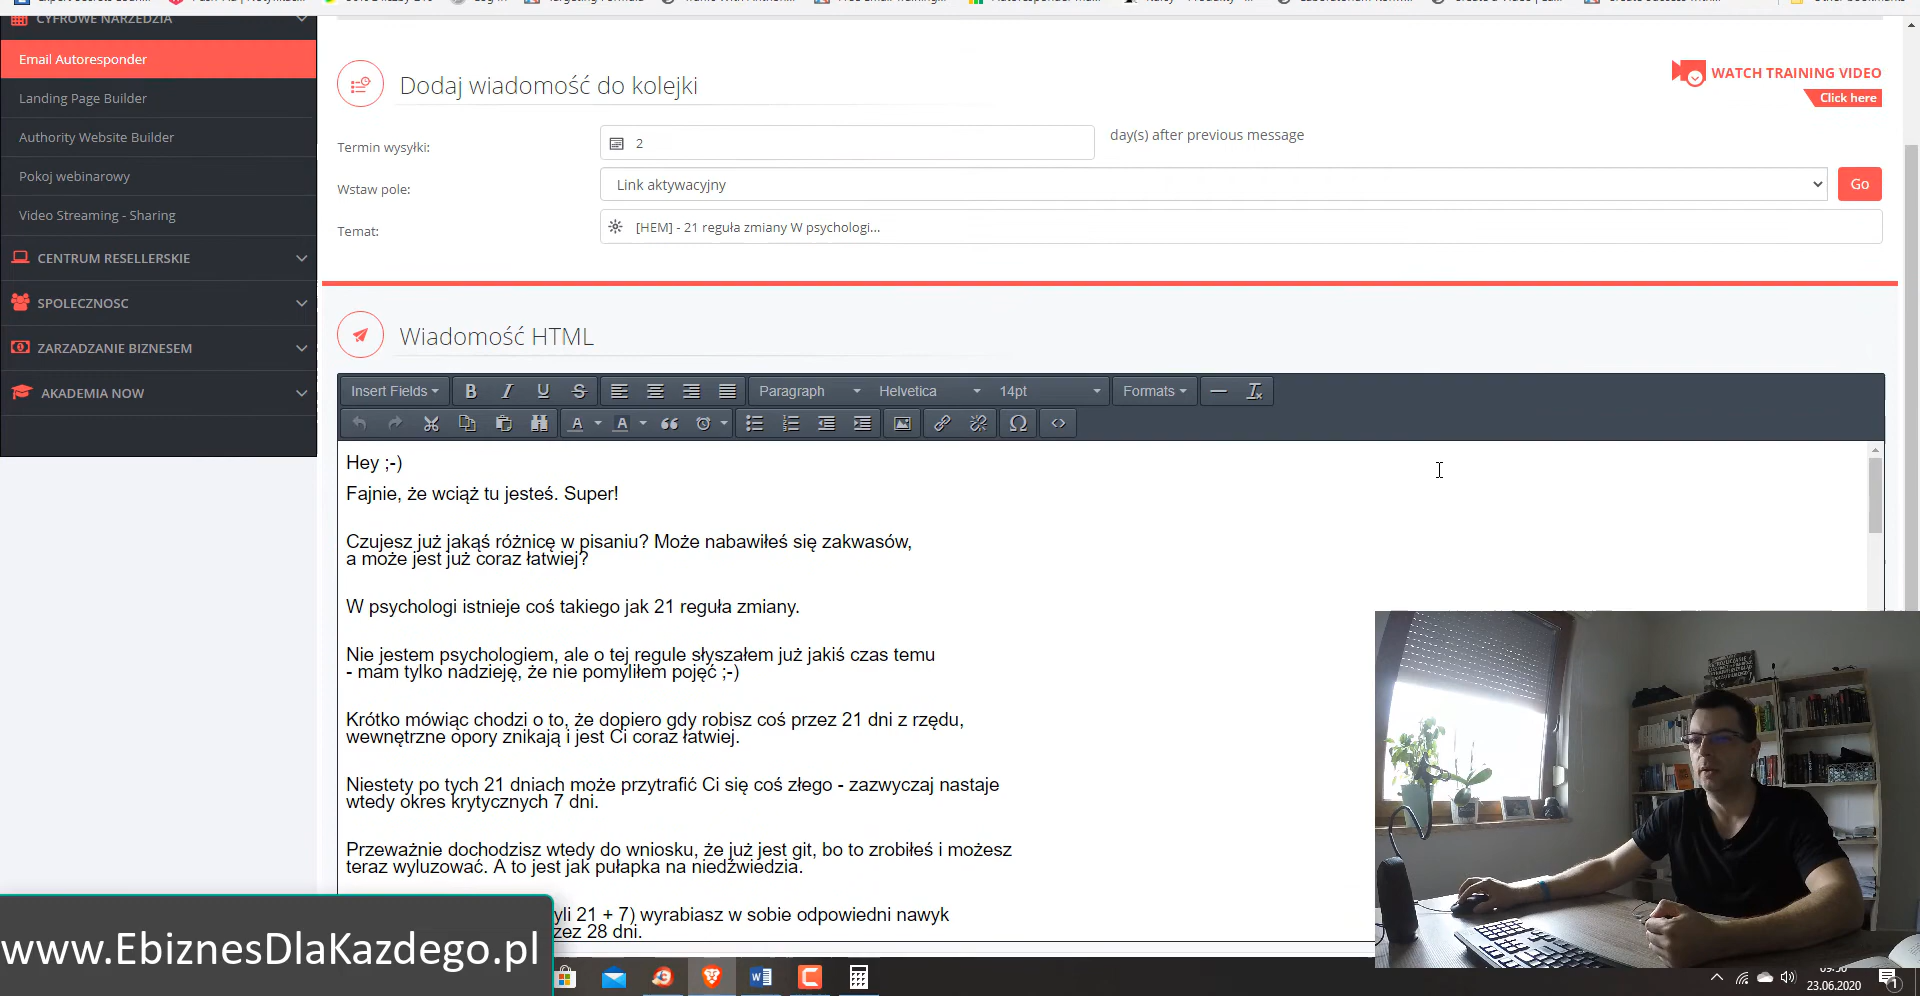 CYFROWE NARZEDZIA
Email Autoresponder
Landing Page Builder
Authority Website Builder
Pokoj webinarowy
Video Streaming - Sharing
CENTRUM RESELLERSKIE
SPOLECZNOSC
ZARZADZANIE BIZNESEM
AKADEMIA NOW
Dodaj wiadomość do kolejki
WATCH TRAINING VIDEO
Click here
Termin wysyłki:
2
day(s) after previous message
Wstaw pole:
Link aktywacyjny
Go
Temat:
[HEM] - 21 reguła zmiany W psychologi...
Wiadomość HTML
Insert Fields
Paragraph
Helvetica
14pt
Formats
Hey ;-)
Fajnie, że wciąż tu jesteś. Super!
Czujesz już jakąś różnicę w pisaniu? Może nabawiłeś się zakwasów,
a może jest już coraz łatwiej?
W psychologi istnieje coś takiego jak 21 reguła zmiany.
Nie jestem psychologiem, ale o tej regule słyszałem już jakiś czas temu
- mam tylko nadzieję, że nie pomyliłem pojęć ;-)
Krótko mówiąc chodzi o to, że dopiero gdy robisz coś przez 21 dni z rzędu,
wewnętrzne opory znikają i jest Ci coraz łatwiej.
Niestety po tych 21 dniach może przytrafić Ci się coś złego - zazwyczaj nastaje
wtedy okres krytycznych 7 dni.
Przeważnie dochodzisz wtedy do wniosku, że już jest git, bo to zrobiłeś i możesz
teraz wyluzować. A to jest jak pułapka na niedźwiedzia.
21 + 7) wyrabiasz w sobie odpowiedni nawyk
28 dni.
www.EbiznesDlaKazdego.pl
23.06.2020